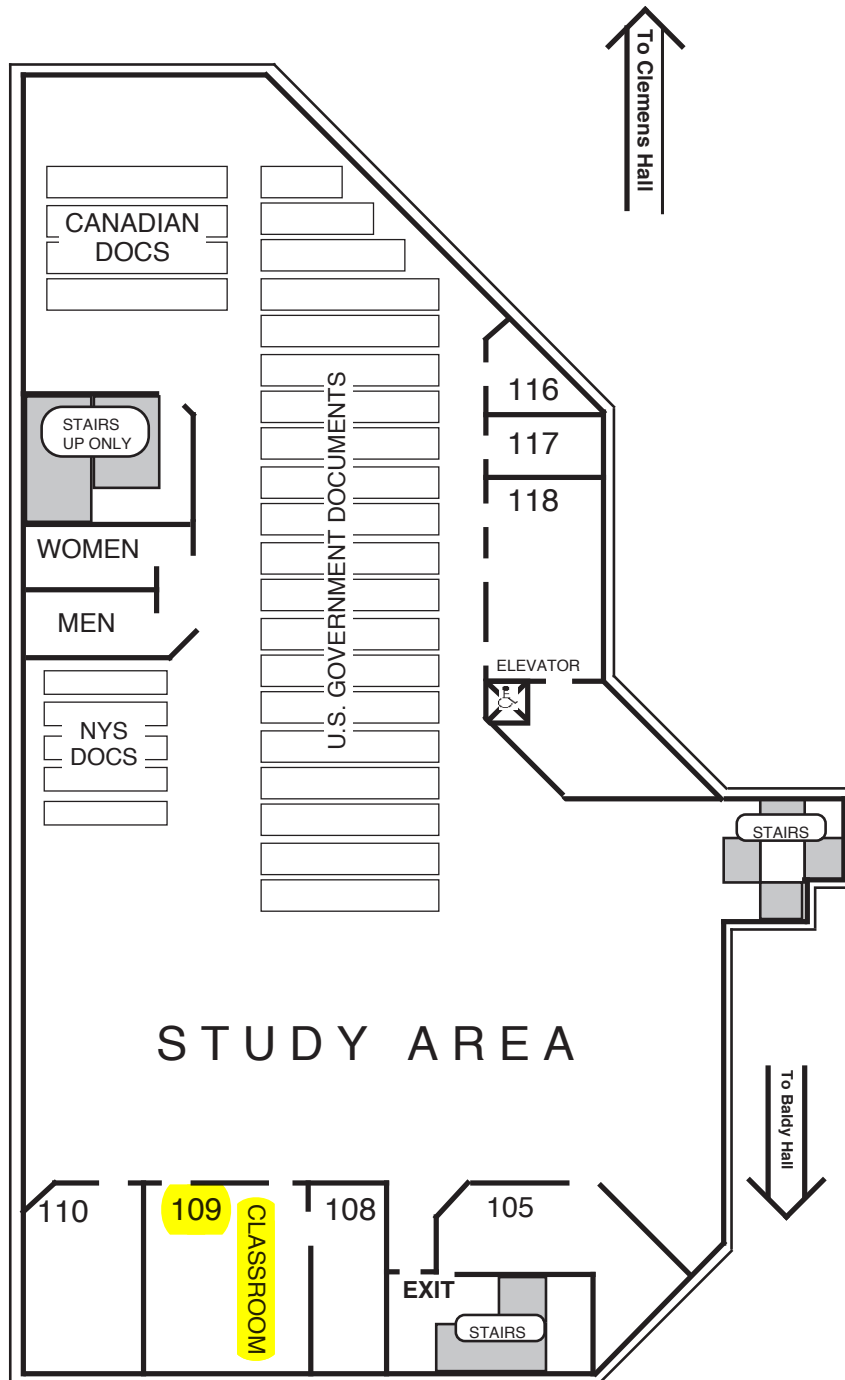 To Clemens Hall
CANADIAN
DOCS
116
117
118
STAIRS
UP ONLY
U.S. GOVERNMENT DOCUMENTS
WOMEN
MEN
ELEVATOR
NYS
DOCS
STAIRS
STUDY AREA
To Baldy Hall
110
109
CLASSROOM
108
105
EXIT
STAIRS